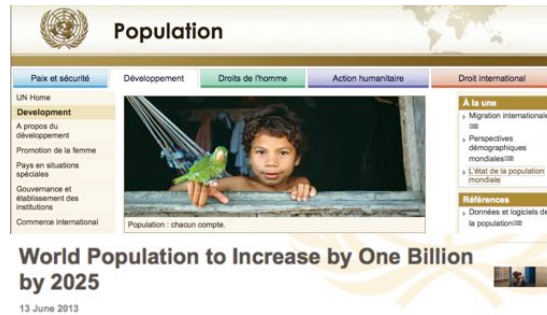 Population
Paix et sécurité
Développement
Droits de l'homme
Action humanitaire
Droit international
UN Home
Development
A propos du
développement
Promotion de la femme
Pays en situations
spéciales
Gouvernance et
établissement des
institutions
Commerce international
Population : chacun compte.
À la une
Migration internationale
Perspectives
démographiques
mondiales
L'état de la population
mondiale
Références
Données et logiciels de
la population
World Population to Increase by One Billion
by 2025
13 June 2013